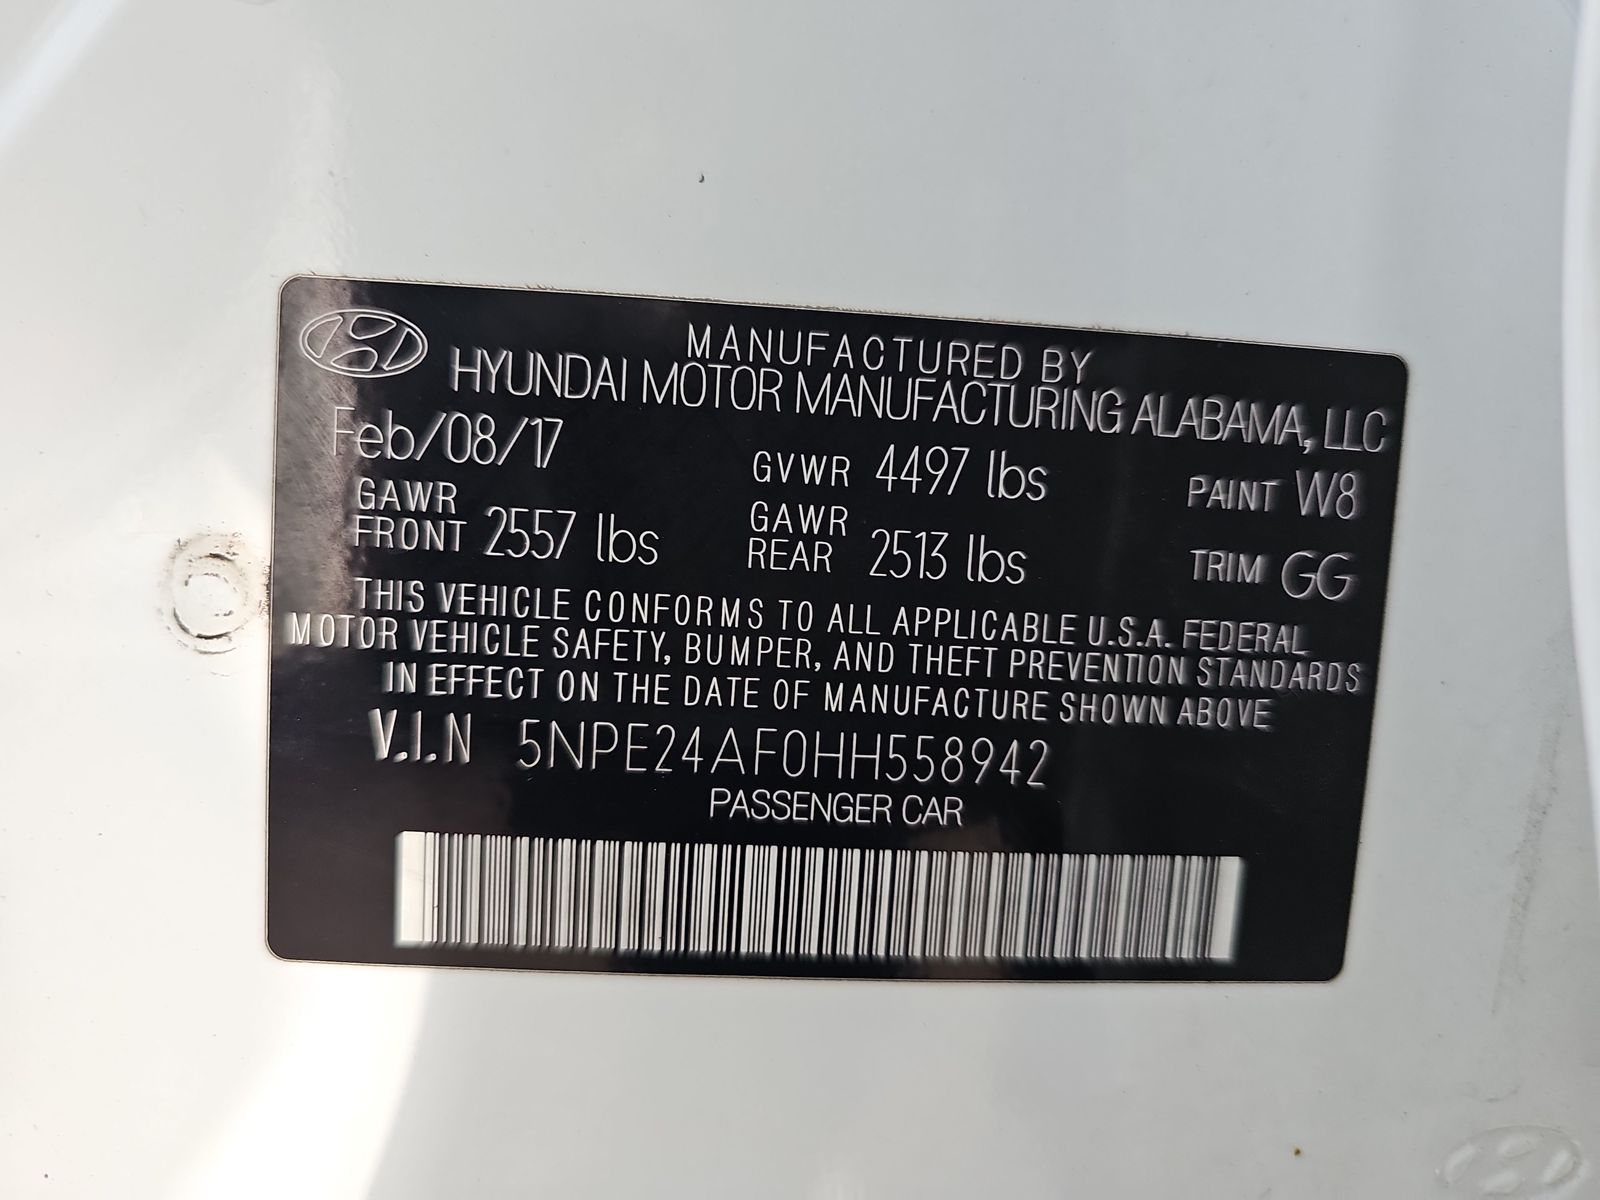 MANUFACTURED BY
HYUNDAI MOTOR MANUFACTURING ALABAMA, LLC
Feb/08/17
GVWR 4497 lbs PAINT W8
GAWR FRONT 2557 lbs GAWR REAR 2513 lbs TRIM GG
THIS VEHICLE CONFORMS TO ALL APPLICABLE U.S.A. FEDERAL
MOTOR VEHICLE SAFETY, BUMPER, AND THEFT PREVENTION STANDARDS
IN EFFECT ON THE DATE OF MANUFACTURE SHOWN ABOVE
V.I.N 5NPE24AF0HH558942
PASSENGER CAR